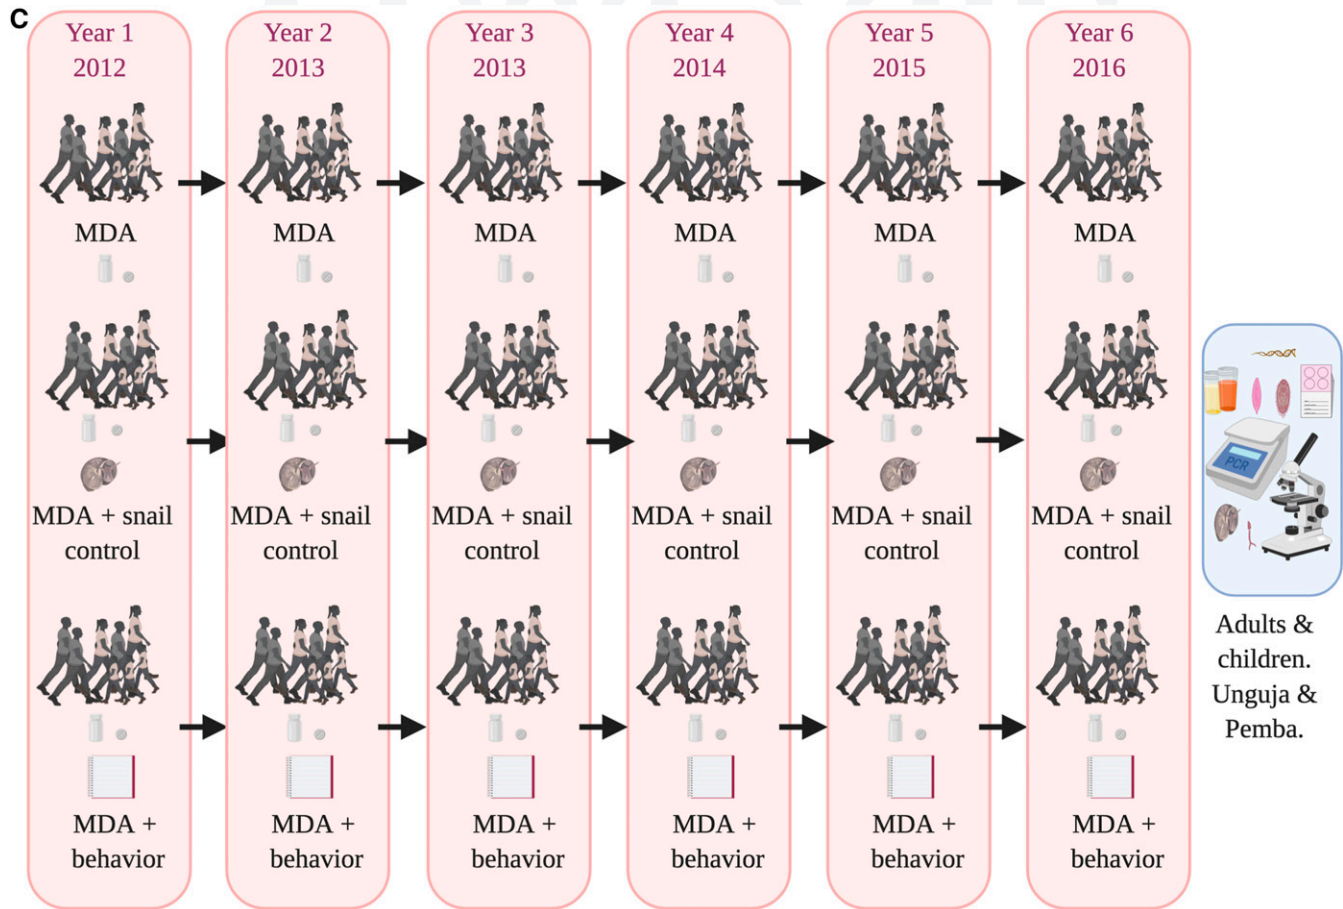 C
Year 1
2012
Year 2
2013
Year 3
2013
Year 4
2014
Year 5
2015
Year 6
2016
MDA
MDA
MDA
MDA
MDA
MDA
MDA + snail
control
MDA + snail
control
MDA + snail
control
MDA + snail
control
MDA + snail
control
MDA + snail
control
MDA +
behavior
MDA +
behavior
MDA +
behavior
MDA +
behavior
MDA +
behavior
MDA +
behavior
PCR
Adults &
children.
Unguja &
Pemba.